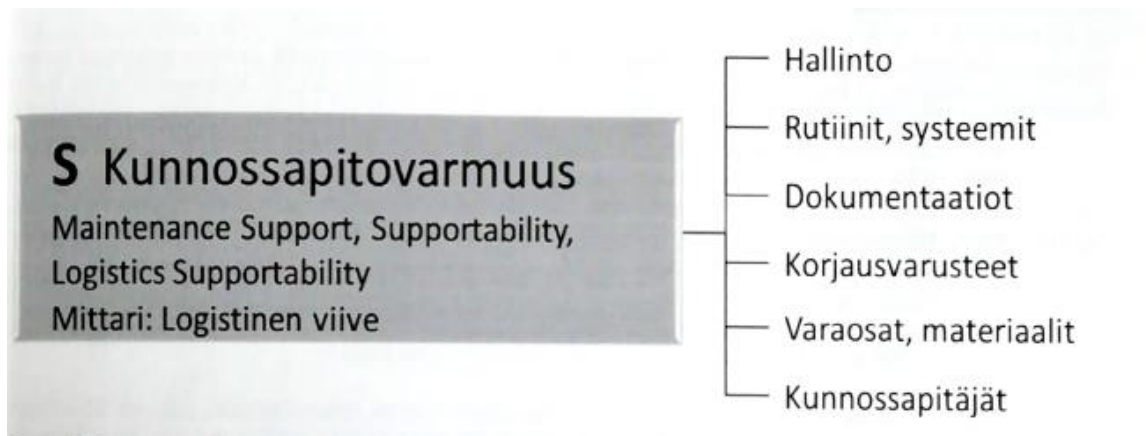 S Kunnossapitovarmuus
Maintenance Support, Supportability,
Logistics Supportability
Mittari: Logistinen viive
Hallinto
Rutiinit, systeemit
Dokumentaatiot
Korjausvarusteet
Varaosat, materiaalit
Kunnossapitäjät